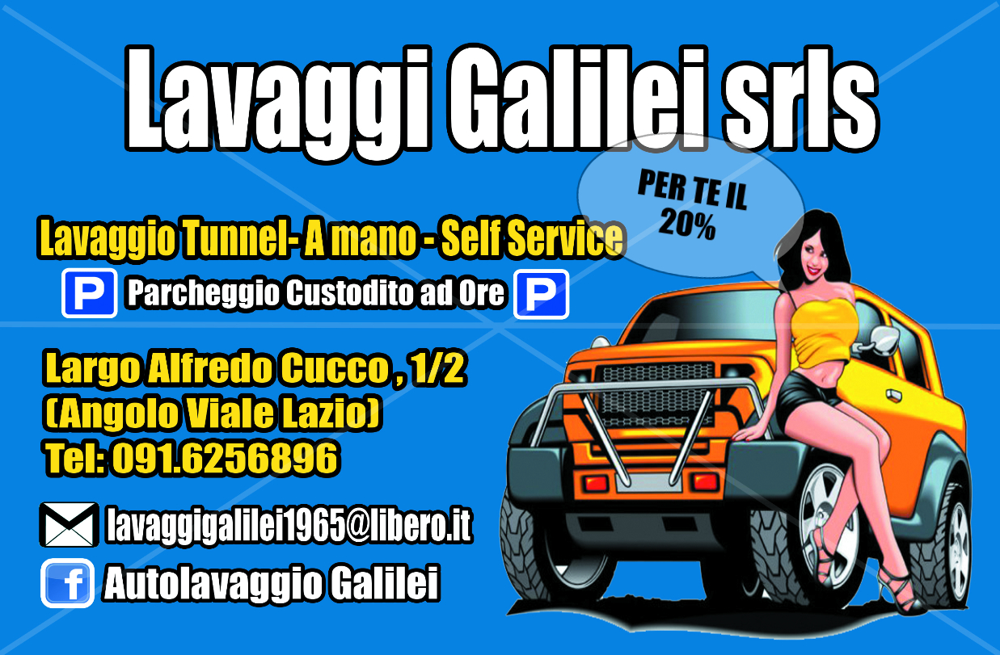 Lavaggi Galilei srls
PER TE IL
20%
Lavaggio Tunnel- A mano - Self Service
P Parcheggio Custodito ad Ore P
Largo Alfredo Cucco , 1/2
(Angolo Viale Lazio)
Tel: 091.6256896
lavaggigalilei1965@libero.it
f Autolavaggio Galilei